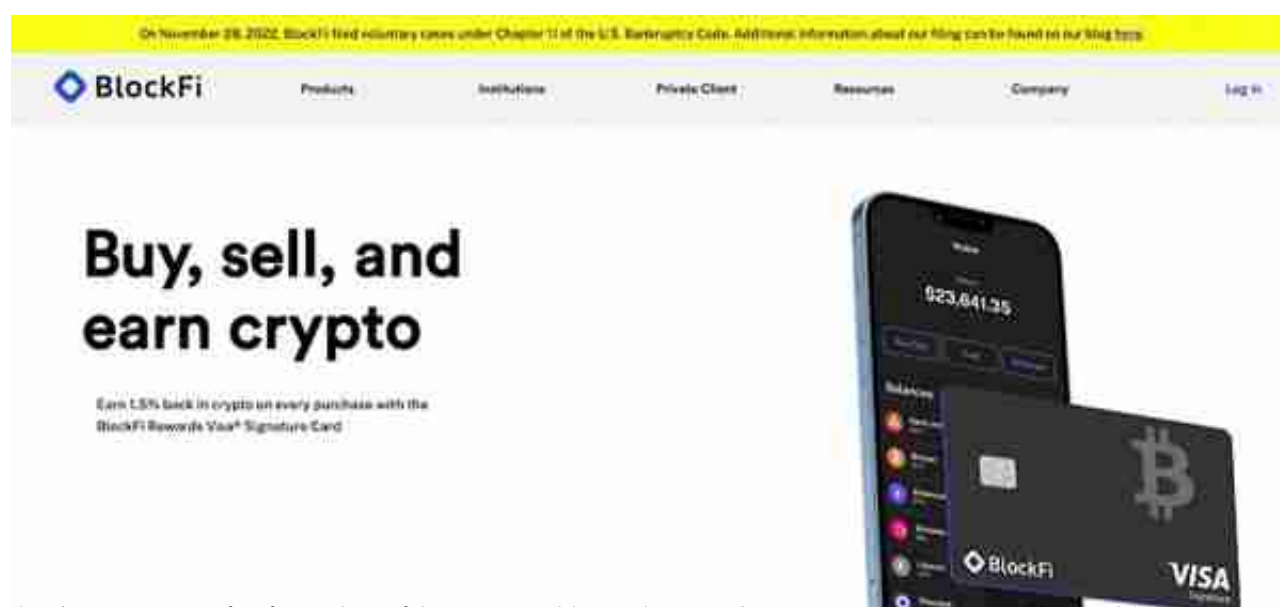 On November 28, 2022, BlockFi filed voluntary cases under Chapter 11 of the U.S. Bankruptcy Code. Additional information about our filing can be found on our blog here.
BlockFi
Products
Institutions
Private Client
Resources
Company
Log in
Buy, sell, and
earn crypto
Earn 1.5% back in crypto on every purchase with the
BlockFi Rewards Visa® Signature Card
$23,641.35
Balances
BlockFi
VISA
Signature